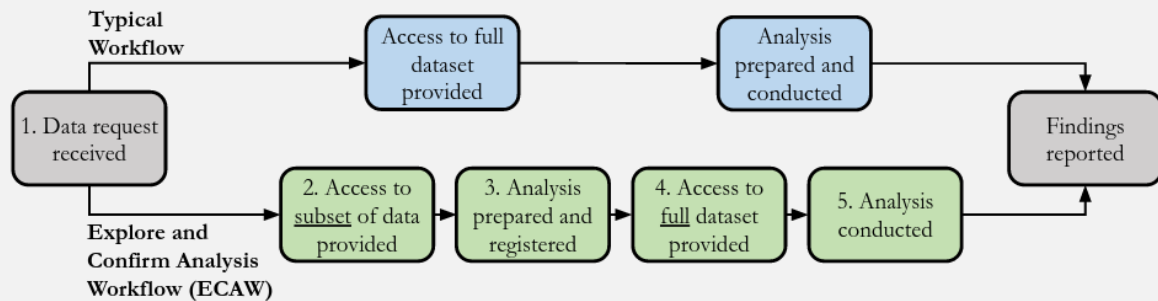 Typical
Workflow
Access to full
dataset
provided
Analysis
prepared and
conducted
1. Data request
received
Findings
reported
2. Access to
subset of data
provided
3. Analysis
prepared and
registered
4. Access to
full dataset
provided
5. Analysis
conducted
Explore and
Confirm Analysis
Workflow (ECAW)